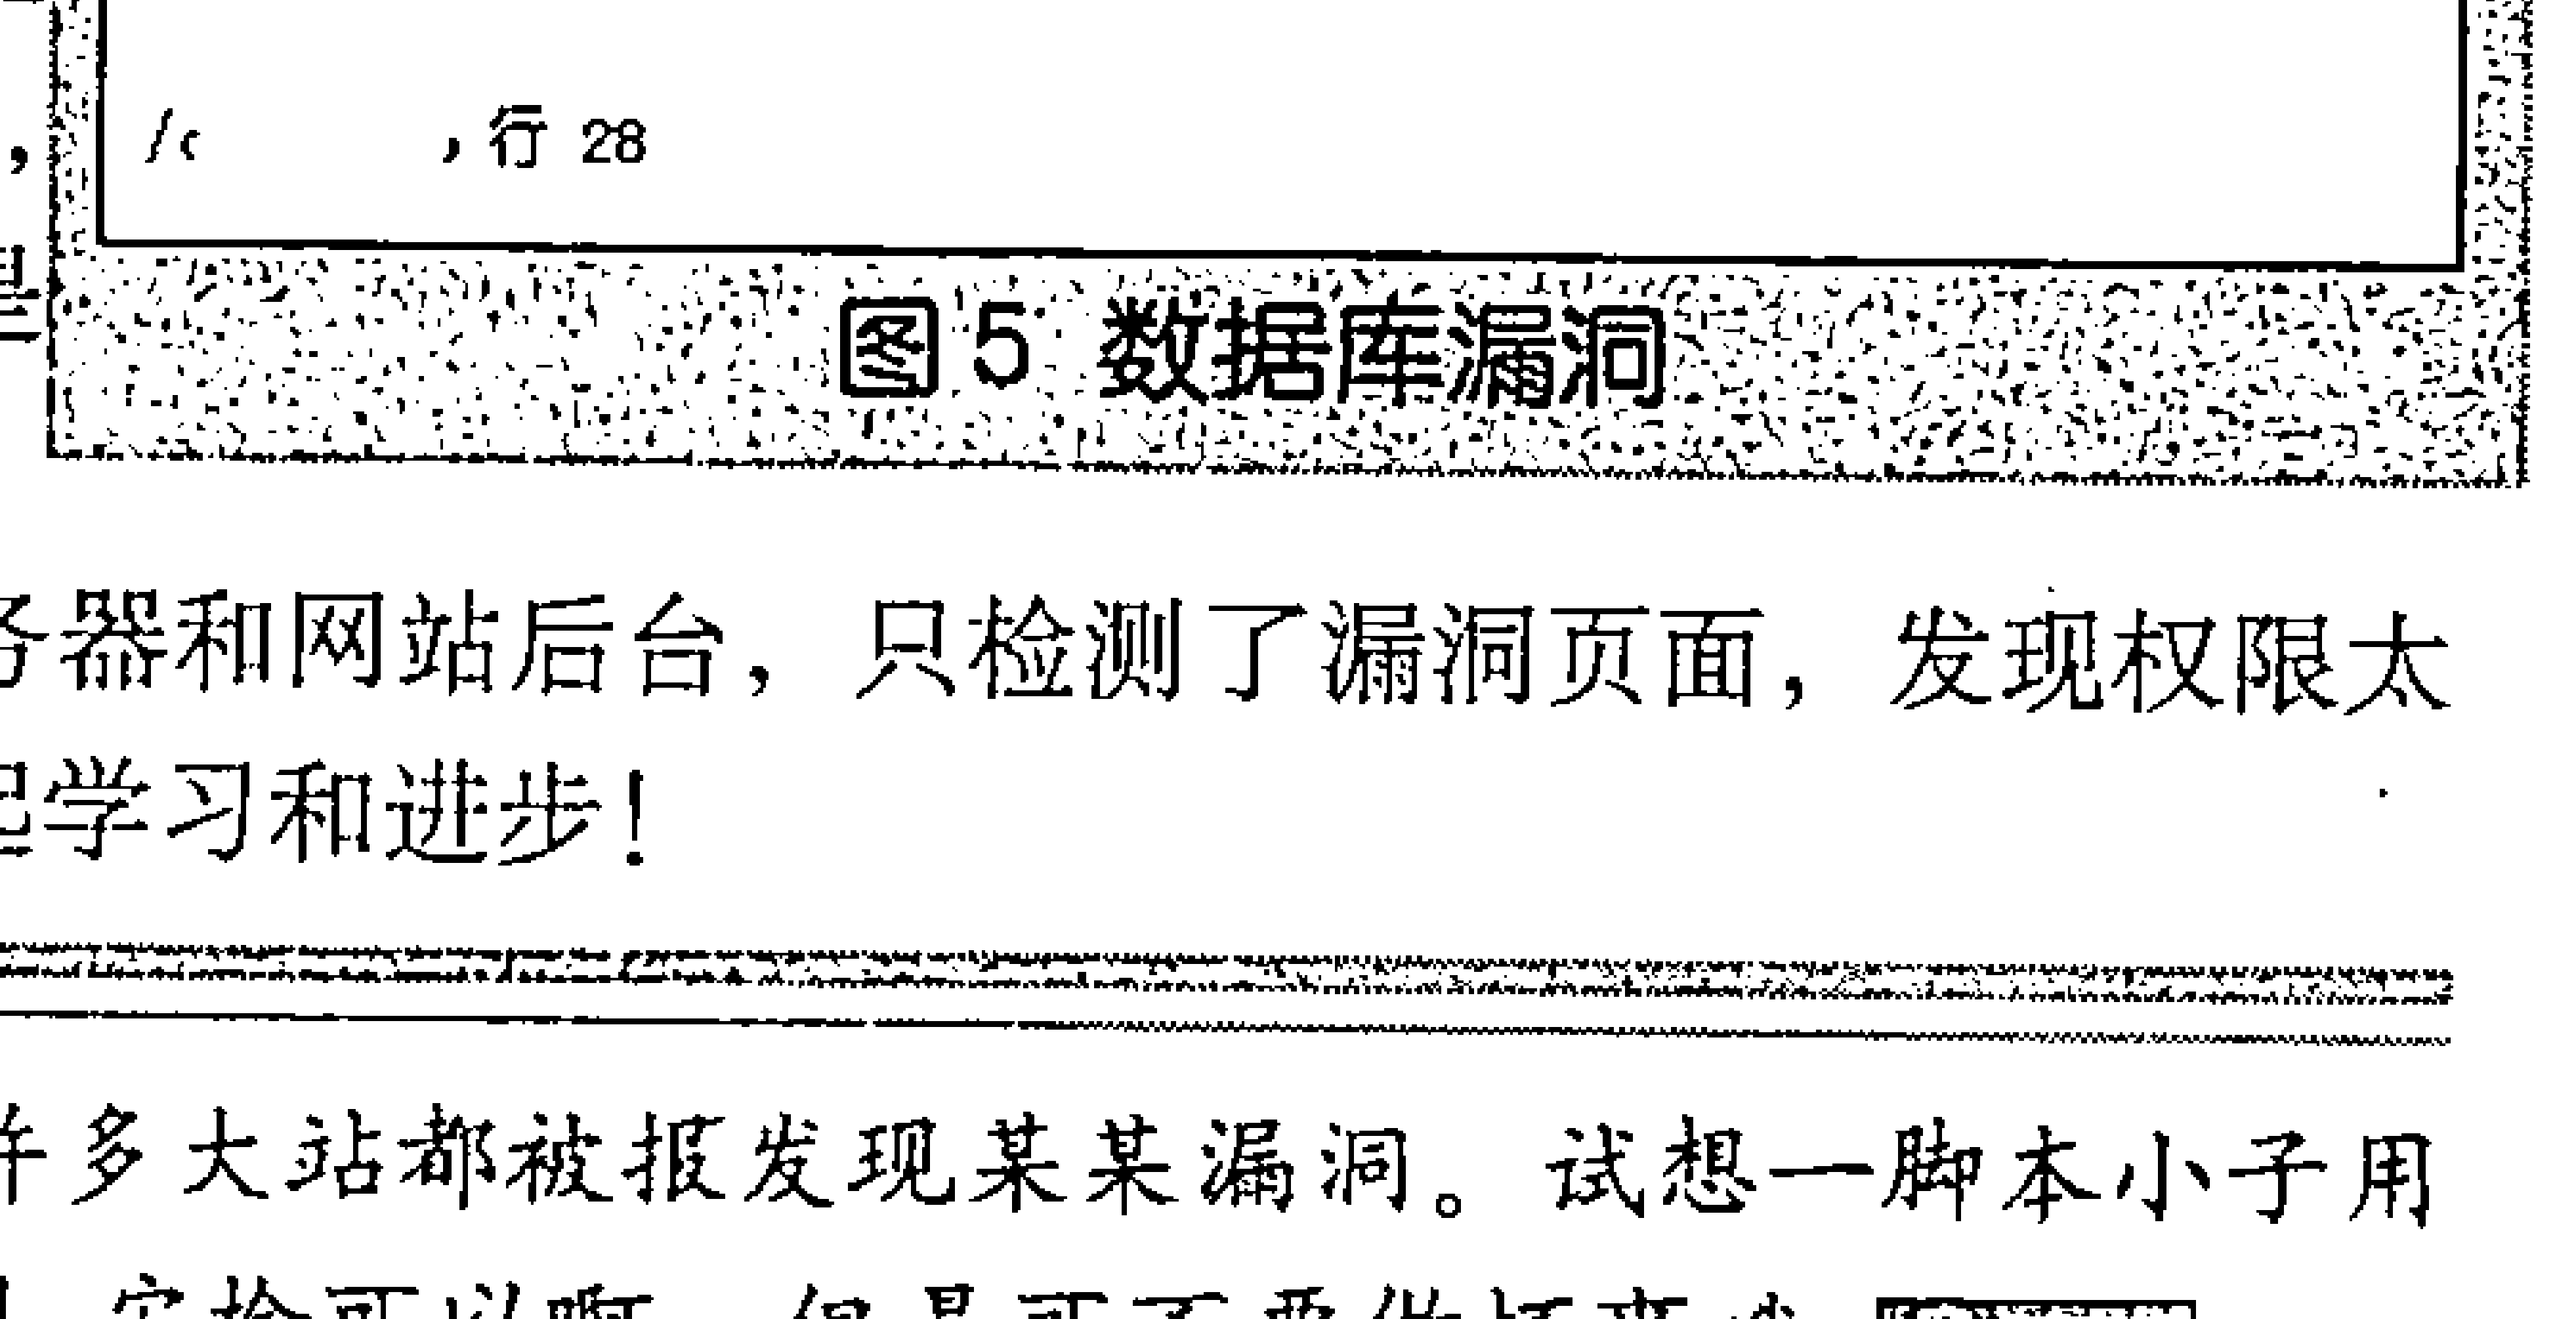 ，行 28
，
图5 数据库漏洞
器和网站后台，只检测了漏洞页面，发现权限太
学习和进步！
许多大站都被报发现某某漏洞。试想一脚本小子用